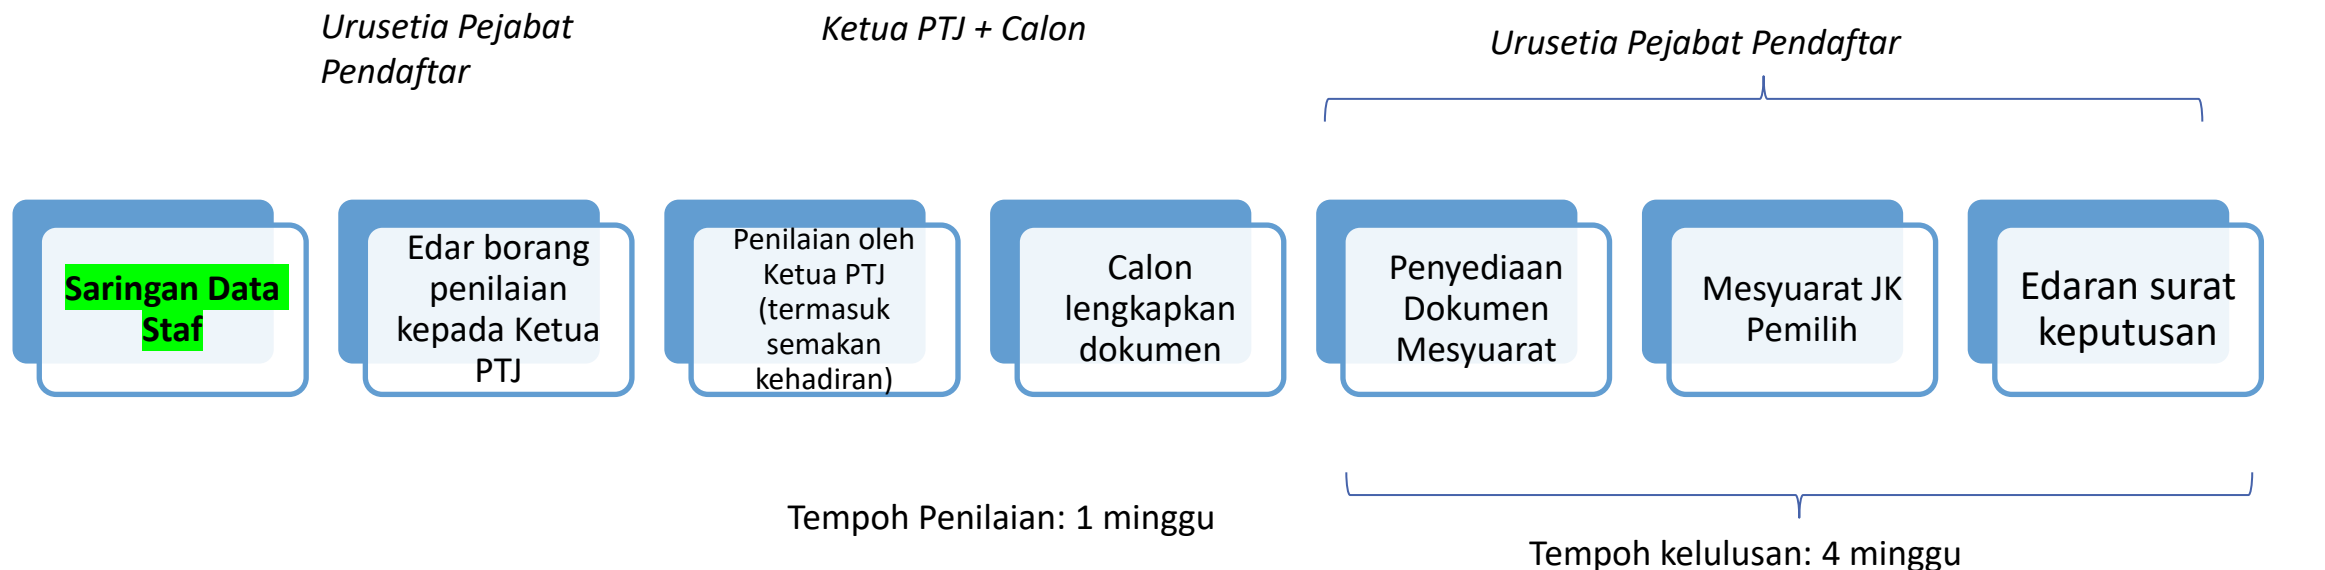 Urusetia Pejabat
Pendaftar
Ketua PTJ + Calon
Urusetia Pejabat Pendaftar
Saringan Data
Staf
Edar borang
penilaian
kepada Ketua
PTJ
Penilaian oleh
Ketua PTJ
(termasuk
semakan
kehadiran)
Calon
lengkapkan
dokumen
Penyediaan
Dokumen
Mesyuarat
Mesyuarat JK
Pemilih
Edaran surat
keputusan
Tempoh Penilaian: 1 minggu
Tempoh kelulusan: 4 minggu